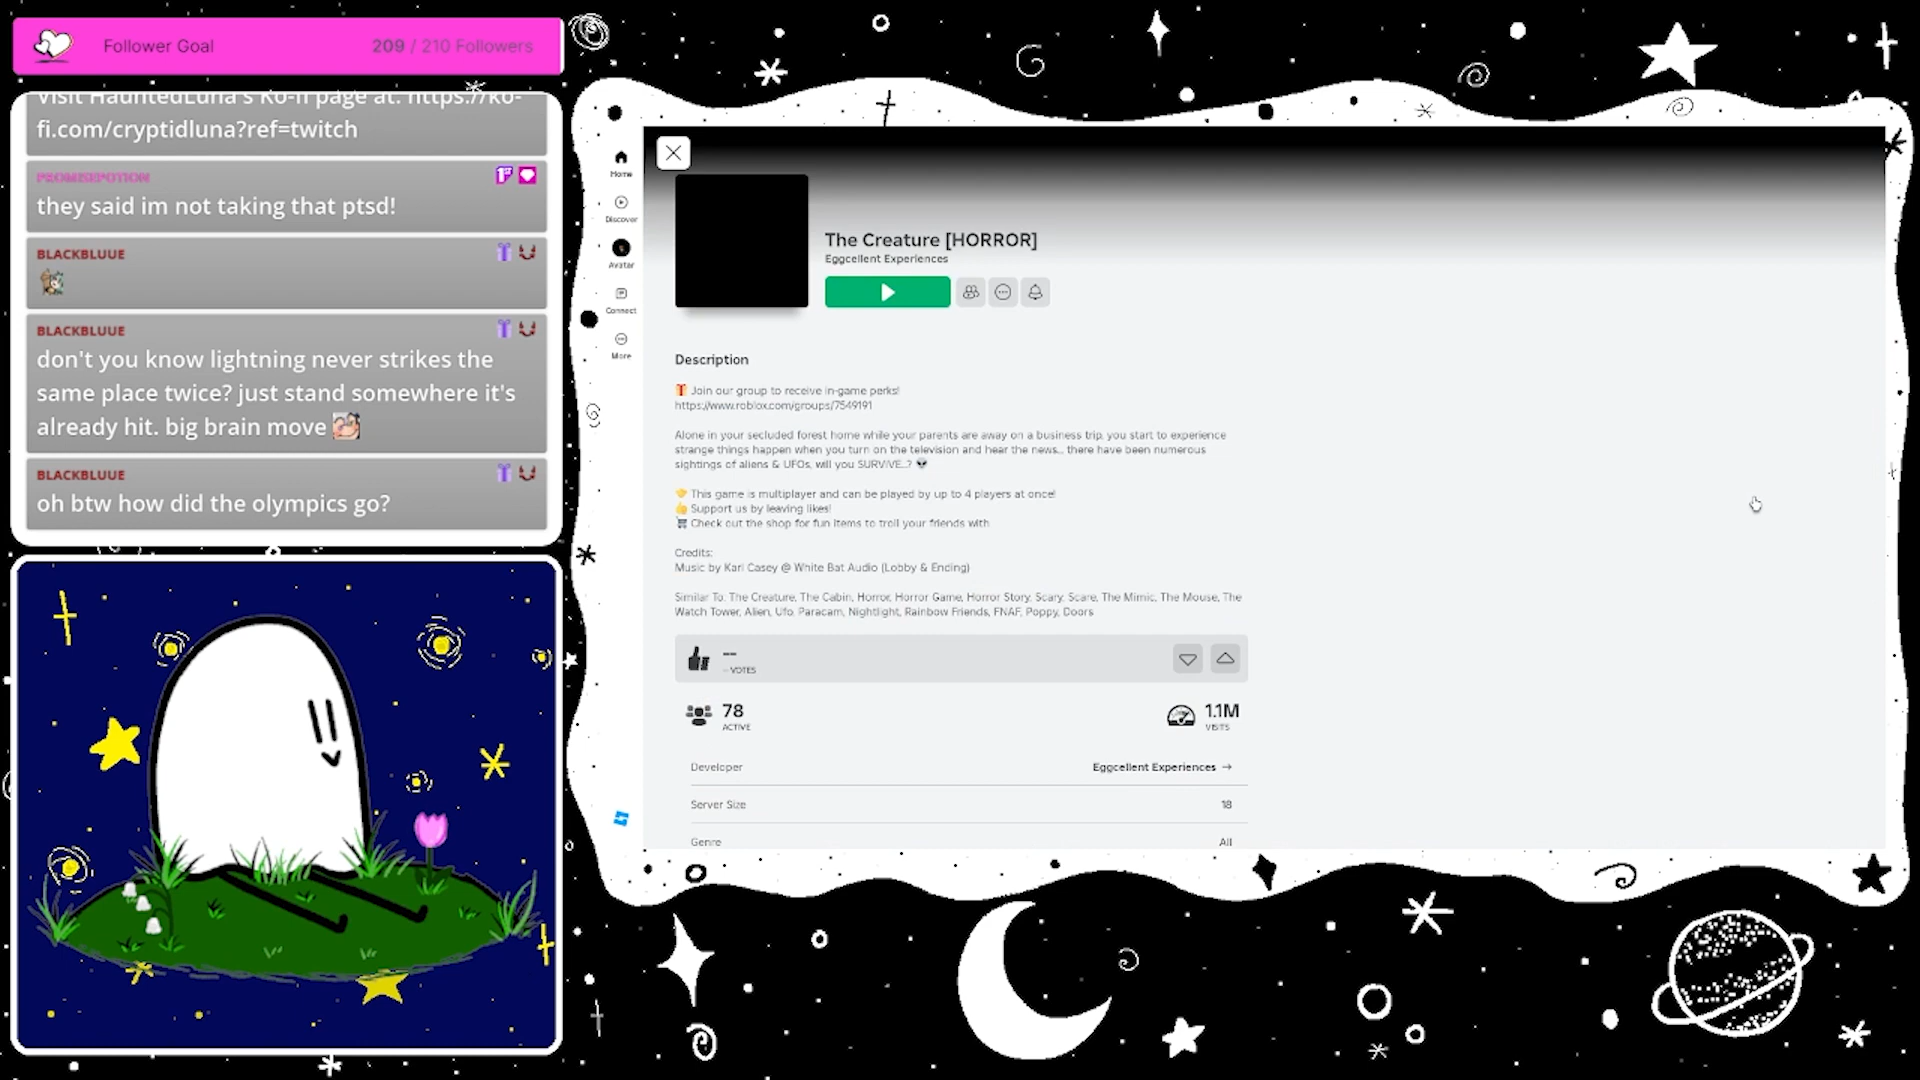 Follower Goal
209 / 210 Followers
Visit HauntedLuna's Ko-fi page at: https://ko-
fi.com/cryptidluna?ref=twitch
PROMISEPOTION
they said im not taking that ptsd!
BLACKBLUUE
BLACKBLUUE
don't you know lightning never strikes the
same place twice? just stand somewhere it's
already hit. big brain move
BLACKBLUUE
oh btw how did the olympics go?
Home
Discover
Avatar
Connect
More
The Creature [HORROR]
Eggcellent Experiences
Description
🎁 Join our group to receive in-game perks!
https://www.roblox.com/groups/7549191
Alone in your secluded forest home while your parents are away on a business trip, you start to experience
strange things happen when you turn on the television and hear the news... there have been numerous
sightings of aliens & UFOs, will you SURVIVE..? 👽
🤝 This game is multiplayer and can be played by up to 4 players at once!
👍 Support us by leaving likes!
🛒 Check out the shop for fun items to troll your friends with
Credits:
Music by Karl Casey @ White Bat Audio (Lobby & Ending)
Similar To: The Creature, The Cabin, Horror, Horror Game, Horror Story, Scary, Scare, The Mimic, The Mouse, The
Watch Tower, Alien, Ufo, Paracam, Nightlight, Rainbow Friends, FNAF, Poppy, Doors
--
-- VOTES
78
ACTIVE
1.1M
VISITS
Developer
Eggcellent Experiences →
Server Size
18
Genre
All